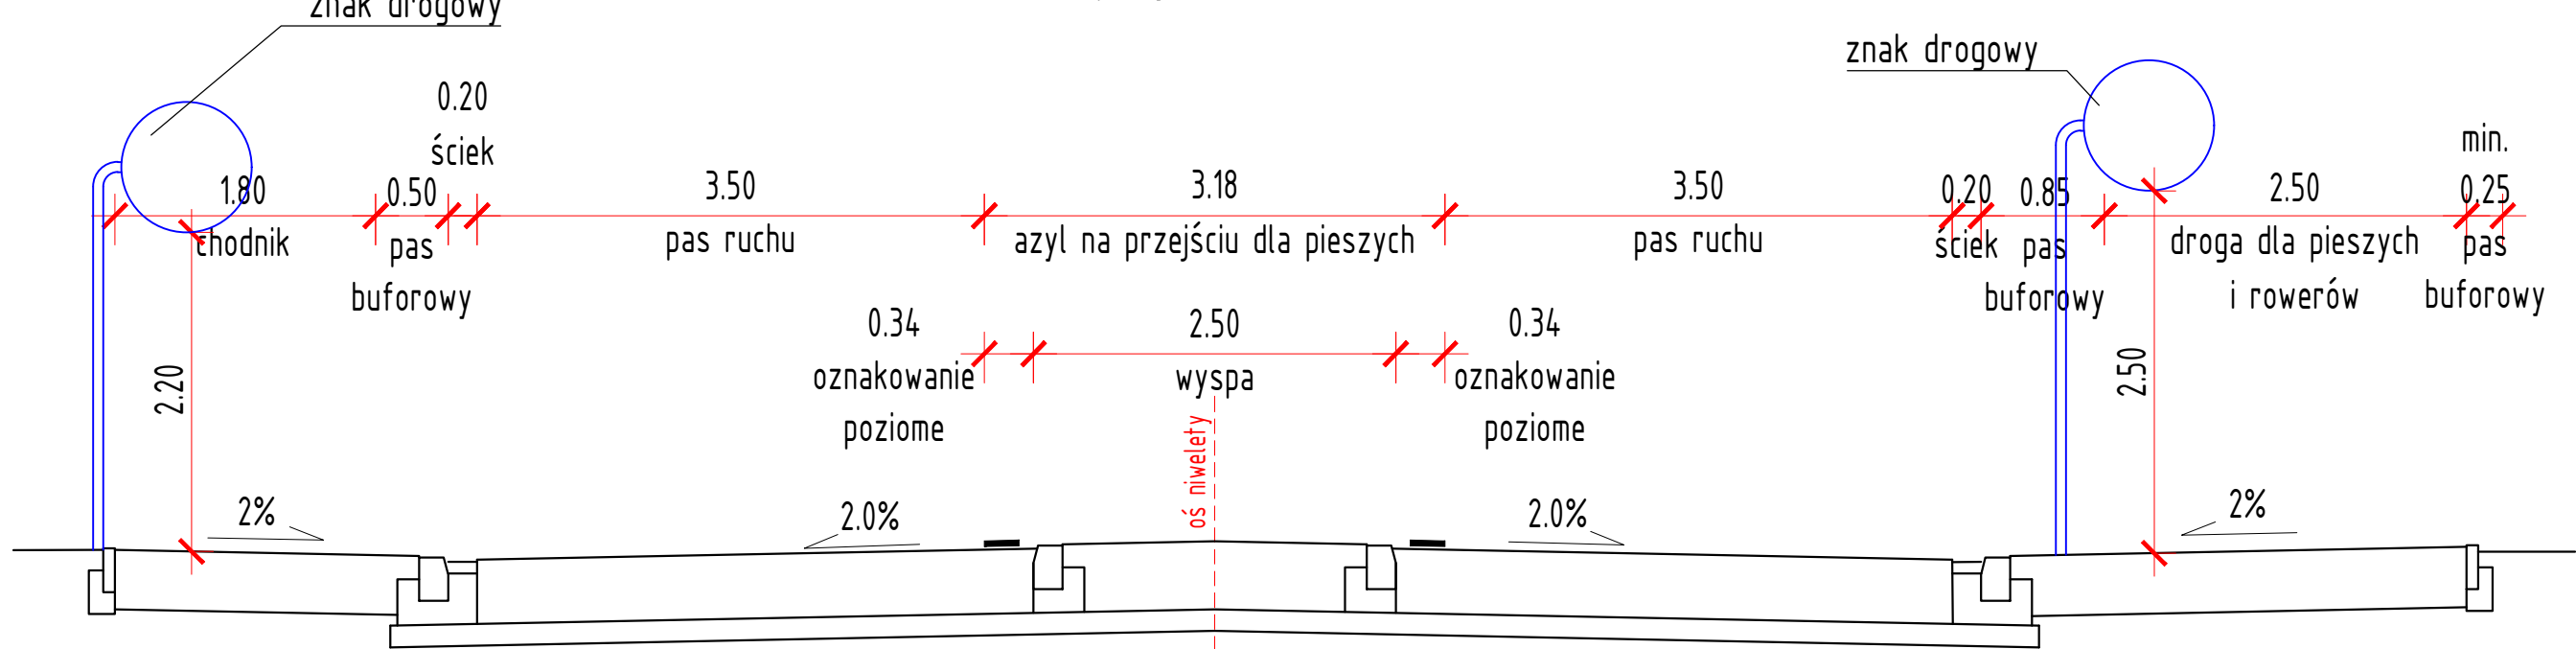 znak drogowy
znak drogowy
0.20
ściek
min.
1.80
0.50
3.50
3.18
3.50
0.20
0.85
2.50
0.25
chodnik
pas
buforowy
pas ruchu
azyl na przejściu dla pieszych
pas ruchu
ściek
pas
buforowy
droga dla pieszych
i rowerów
pas
buforowy
0.34
oznakowanie
poziome
2.50
wyspa
0.34
oznakowanie
poziome
2.20
2.50
oś niwelety
2%
2.0%
2.0%
2%